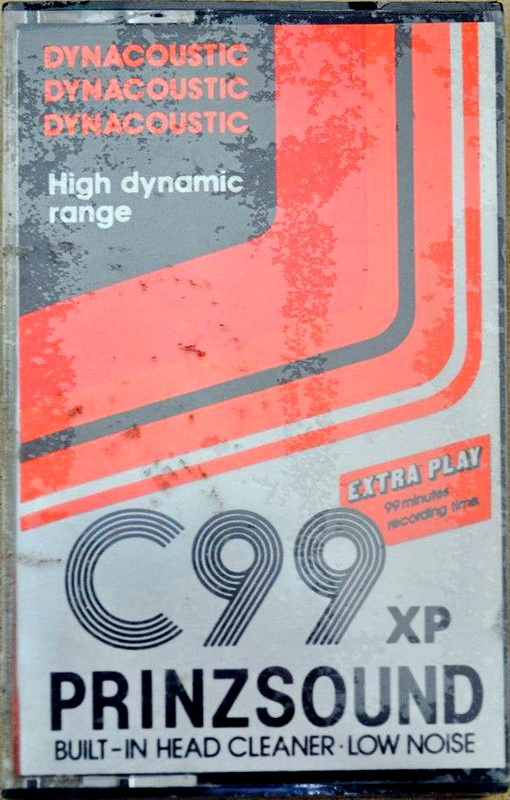 DYNACOUSTIC
DYNACOUSTIC
DYNACOUSTIC
High dynamic
range
EXTRA PLAY
99 minutes
recording time.
C99 XP
PRINZSOUND
BUILT-IN HEAD CLEANER·LOW NOISE